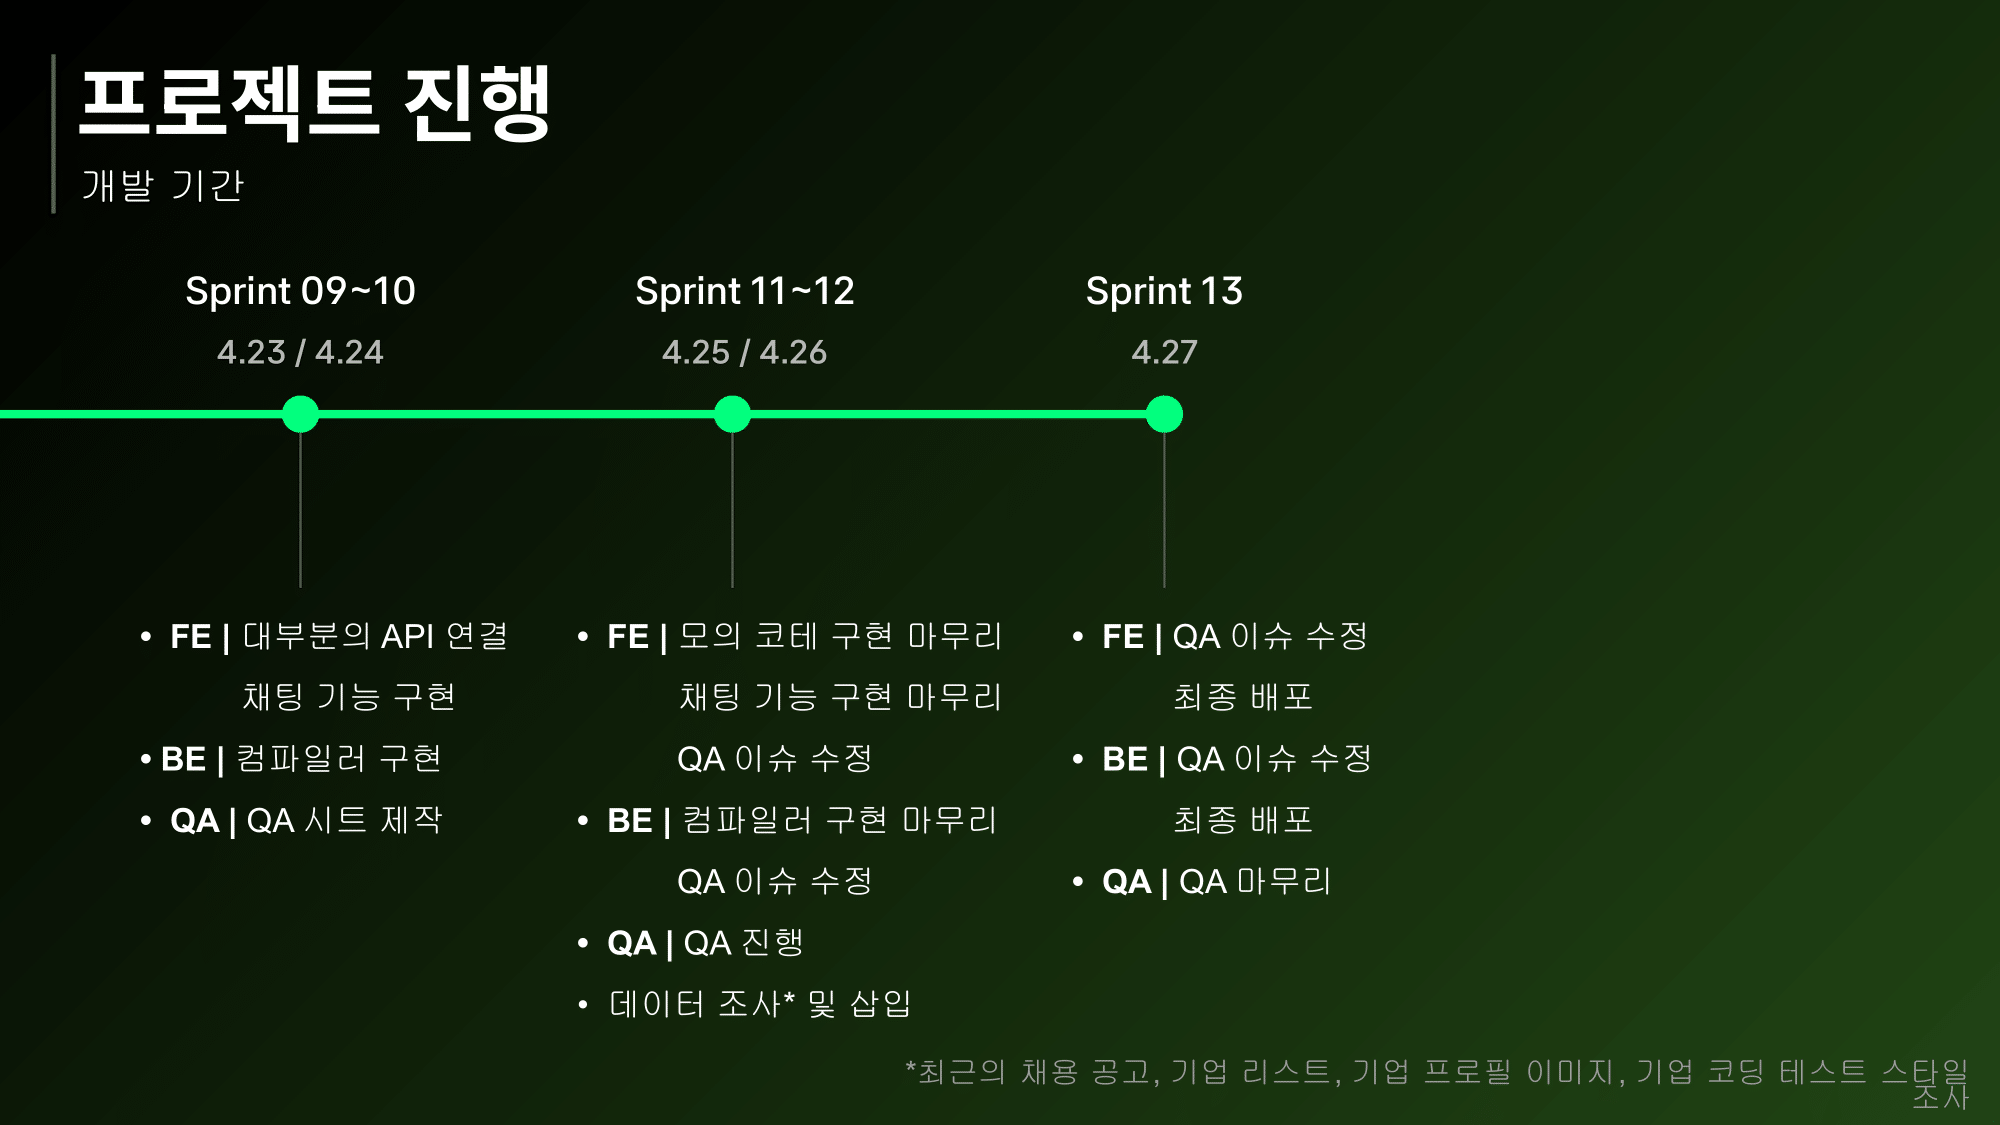 프로젝트 진행
개발 기간
Sprint 09~10
4.23 / 4.24
• FE | 대부분의 API 연결
채팅 기능 구현
• BE | 컴파일러 구현
• QA | QA 시트 제작
Sprint 11~12
4.25 / 4.26
• FE | 모의 코테 구현 마무리
채팅 기능 구현 마무리
QA 이슈 수정
• BE | 컴파일러 구현 마무리
QA 이슈 수정
• QA | QA 진행
• 데이터 조사* 및 삽입
Sprint 13
4.27
• FE | QA 이슈 수정
최종 배포
• BE | QA 이슈 수정
최종 배포
• QA | QA 마무리
*최근의 채용 공고, 기업 리스트, 기업 프로필 이미지, 기업 코딩 테스트 스타일
조사